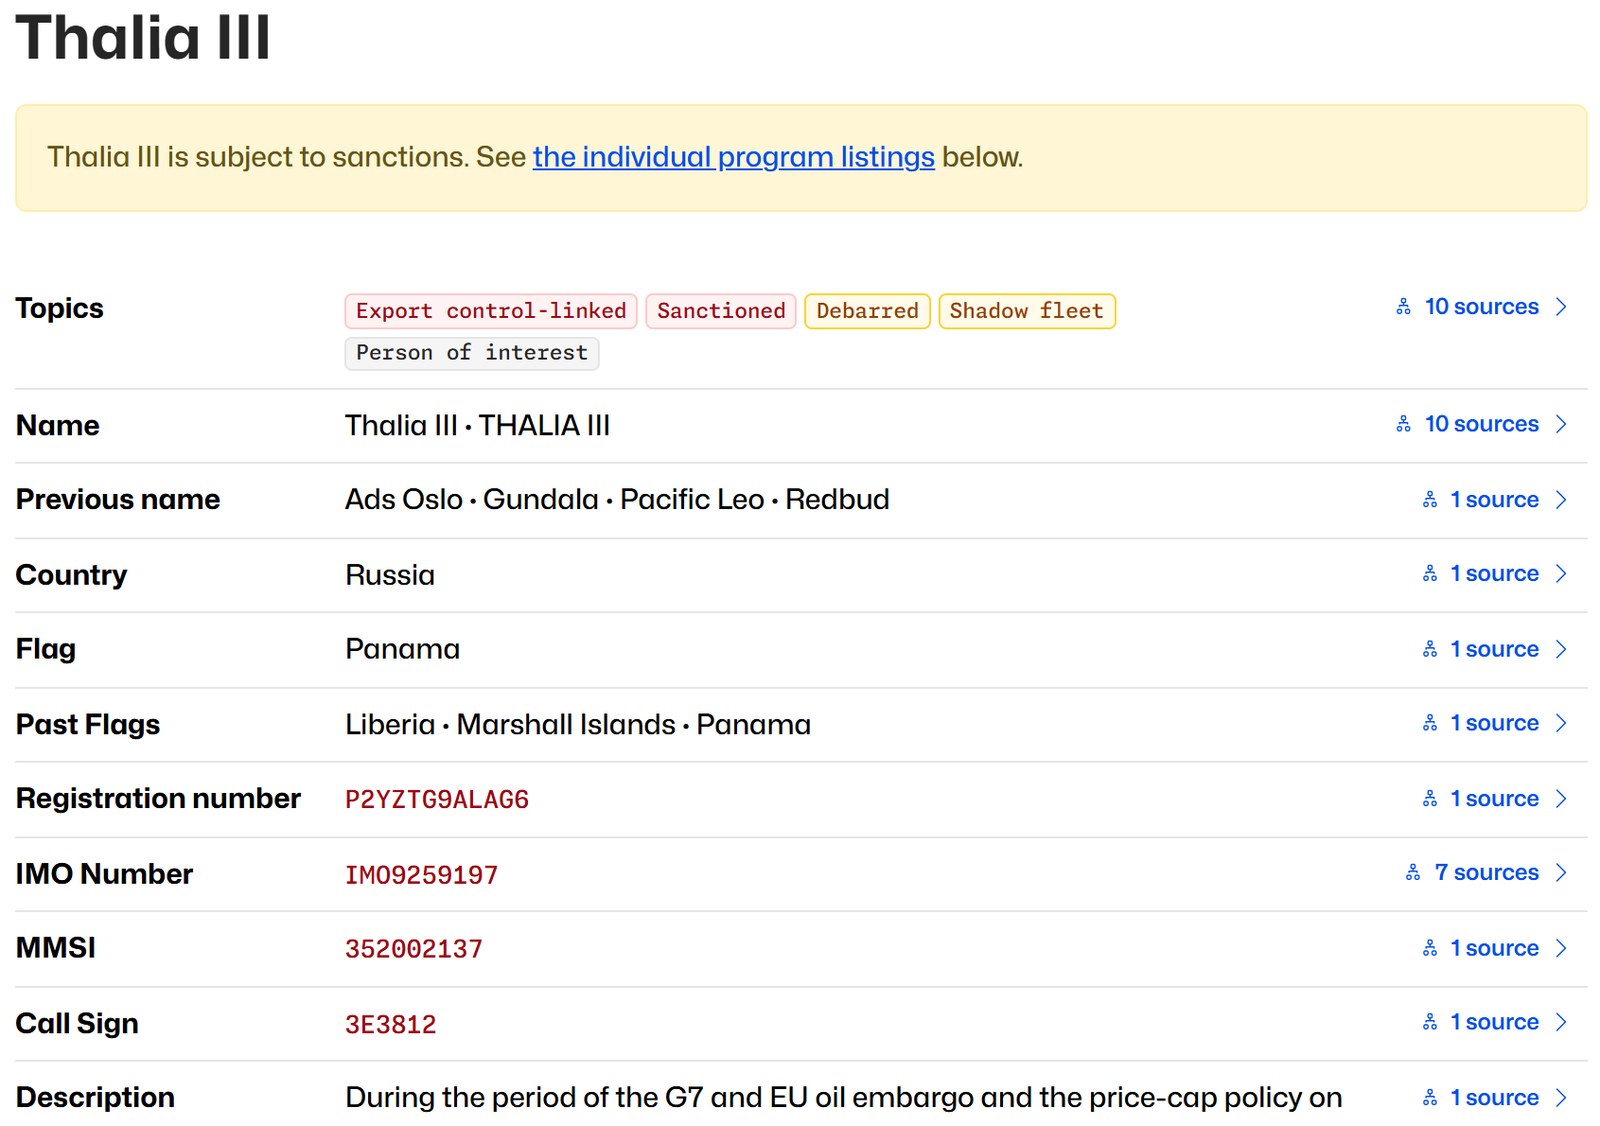 Thalia III
Thalia III is subject to sanctions. See the individual program listings below.
Topics Export control-linked Sanctioned Debarred Shadow fleet 10 sources
Person of interest
Name Thalia III • THALIA III 10 sources
Previous name Ads Oslo • Gundala • Pacific Leo • Redbud 1 source
Country Russia 1 source
Flag Panama 1 source
Past Flags Liberia • Marshall Islands • Panama 1 source
Registration number P2YZTG9ALAG6 1 source
IMO Number IMO9259197 7 sources
MMSI 352002137 1 source
Call Sign 3E3812 1 source
Description During the period of the G7 and EU oil embargo and the price-cap policy on 1 source